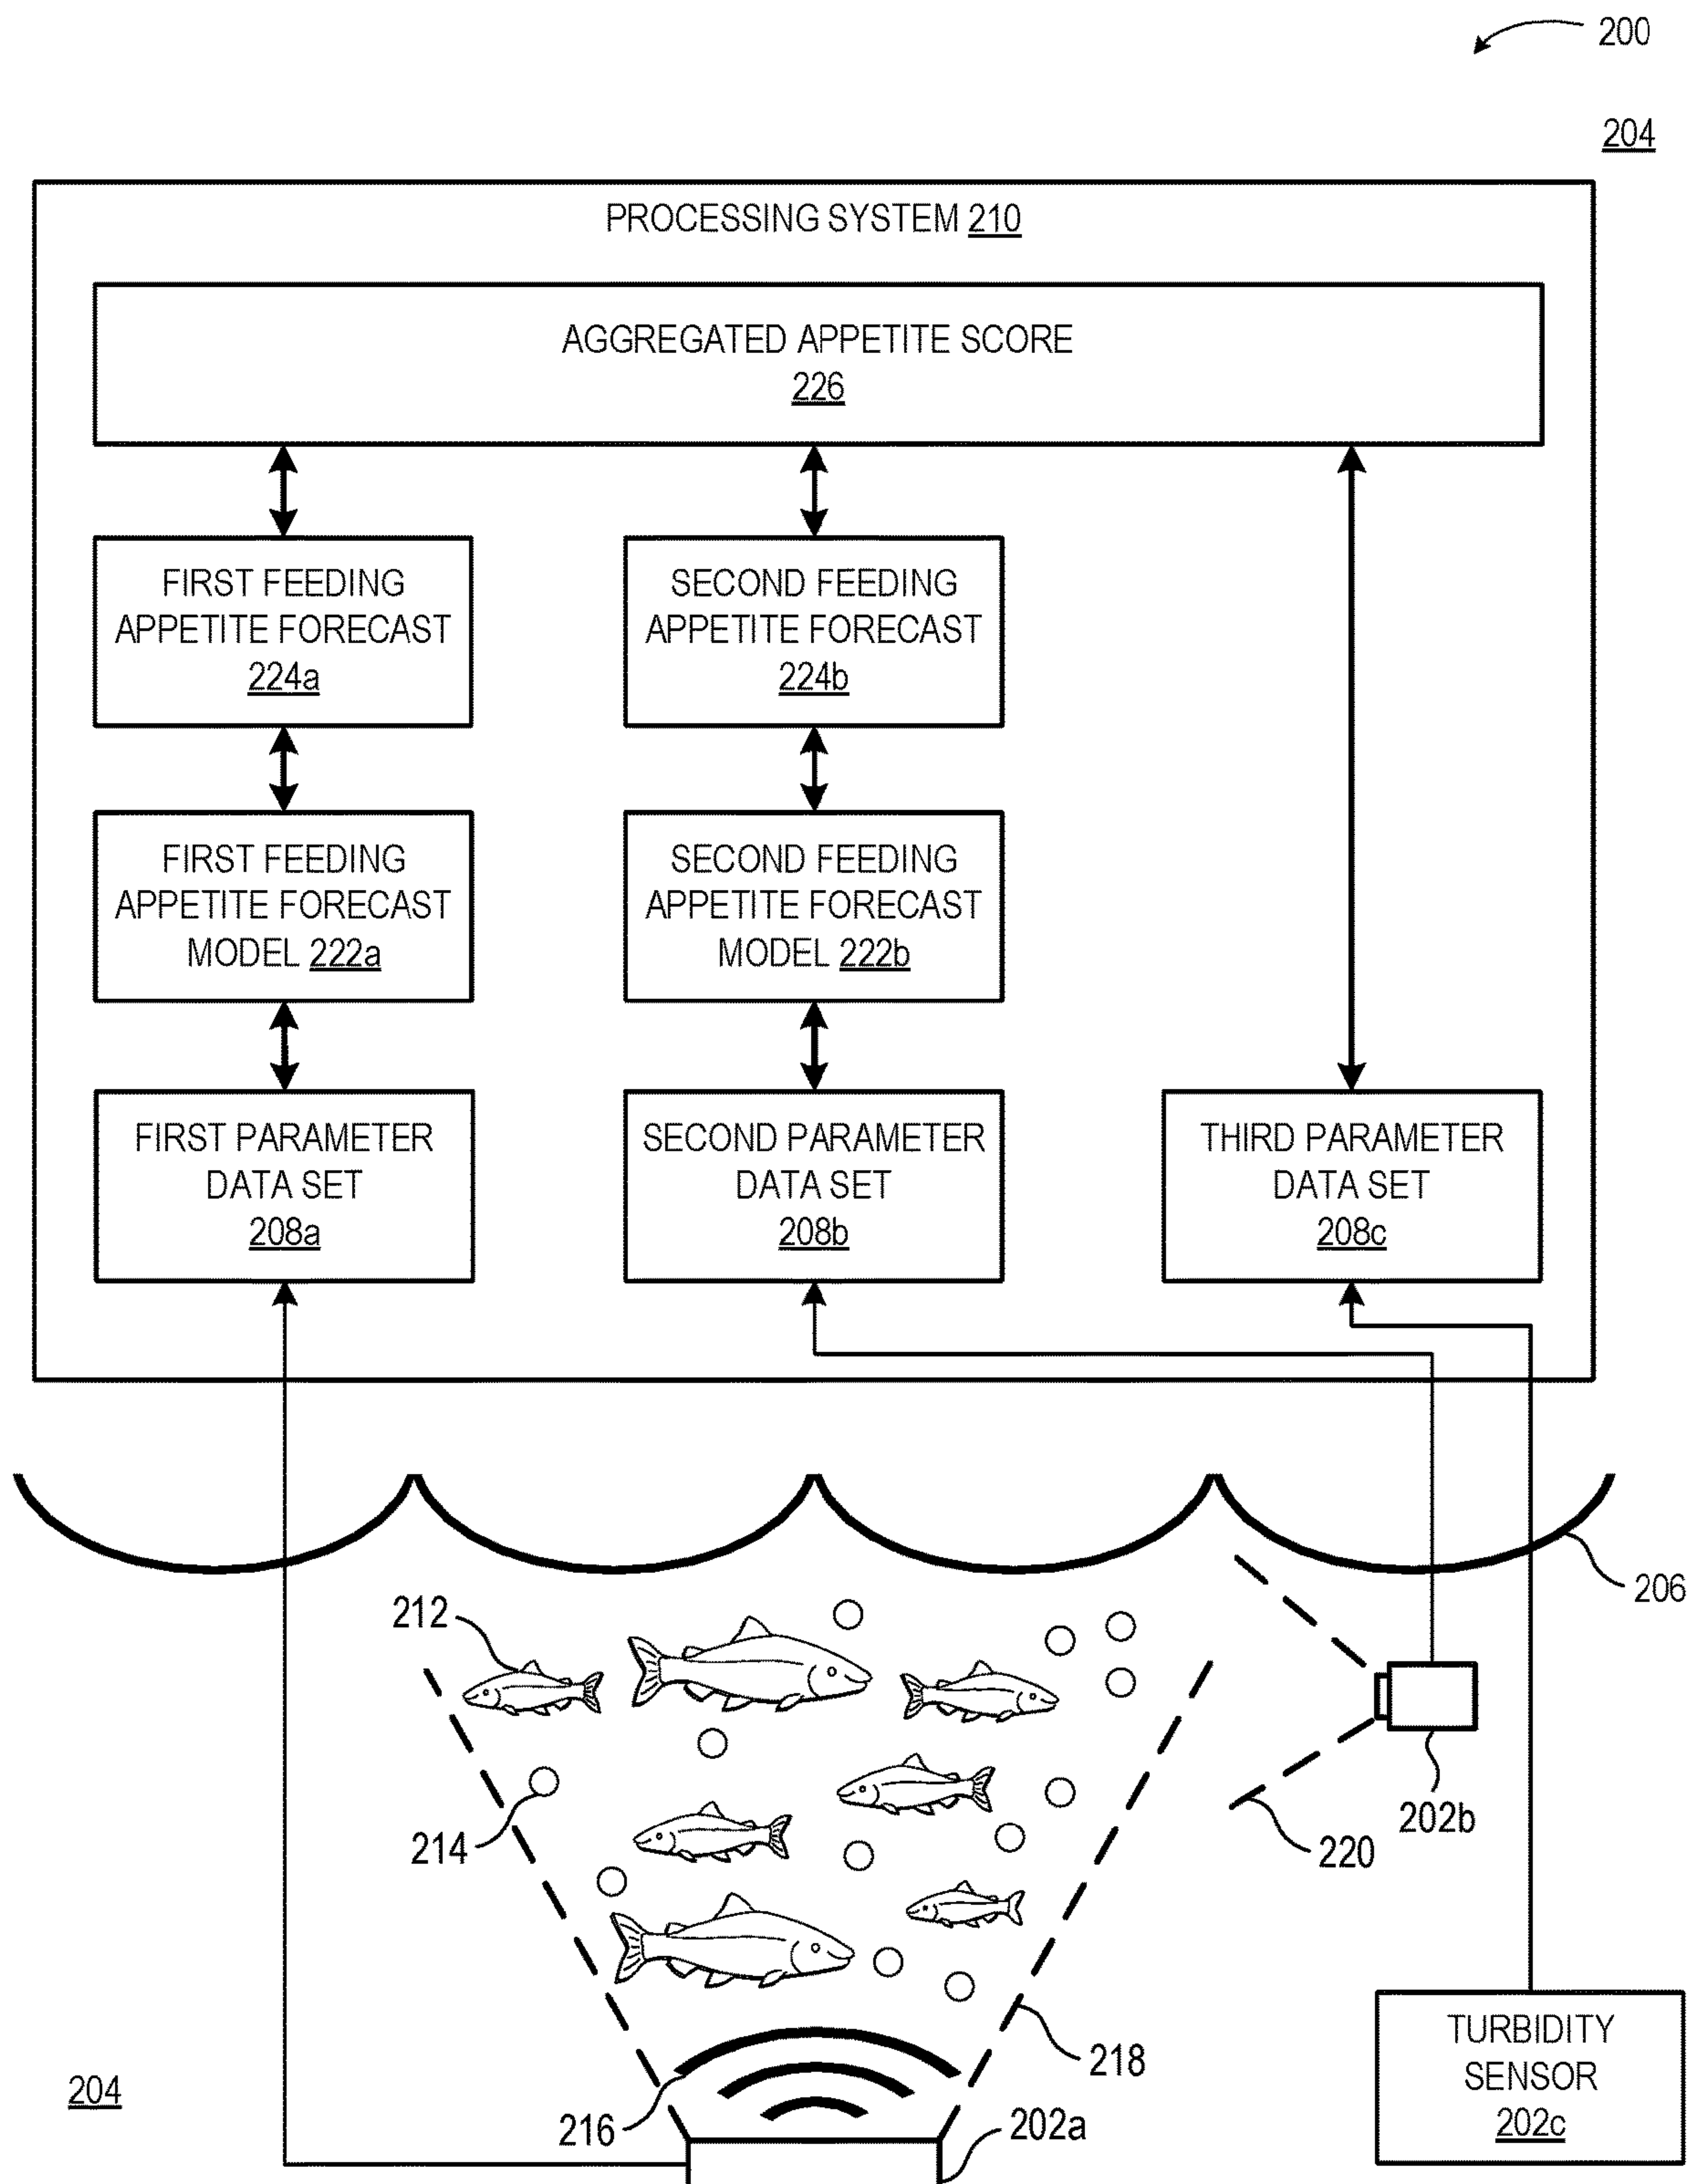 200
204
PROCESSING SYSTEM 210
AGGREGATED APPETITE SCORE
226
FIRST FEEDING
APPETITE FORECAST
224a
SECOND FEEDING
APPETITE FORECAST
224b
FIRST FEEDING
APPETITE FORECAST
MODEL 222a
SECOND FEEDING
APPETITE FORECAST
MODEL 222b
FIRST PARAMETER
DATA SET
208a
SECOND PARAMETER
DATA SET
208b
THIRD PARAMETER
DATA SET
208c
206
212
214
202b
220
218
216
202a
204
TURBIDITY
SENSOR
202c